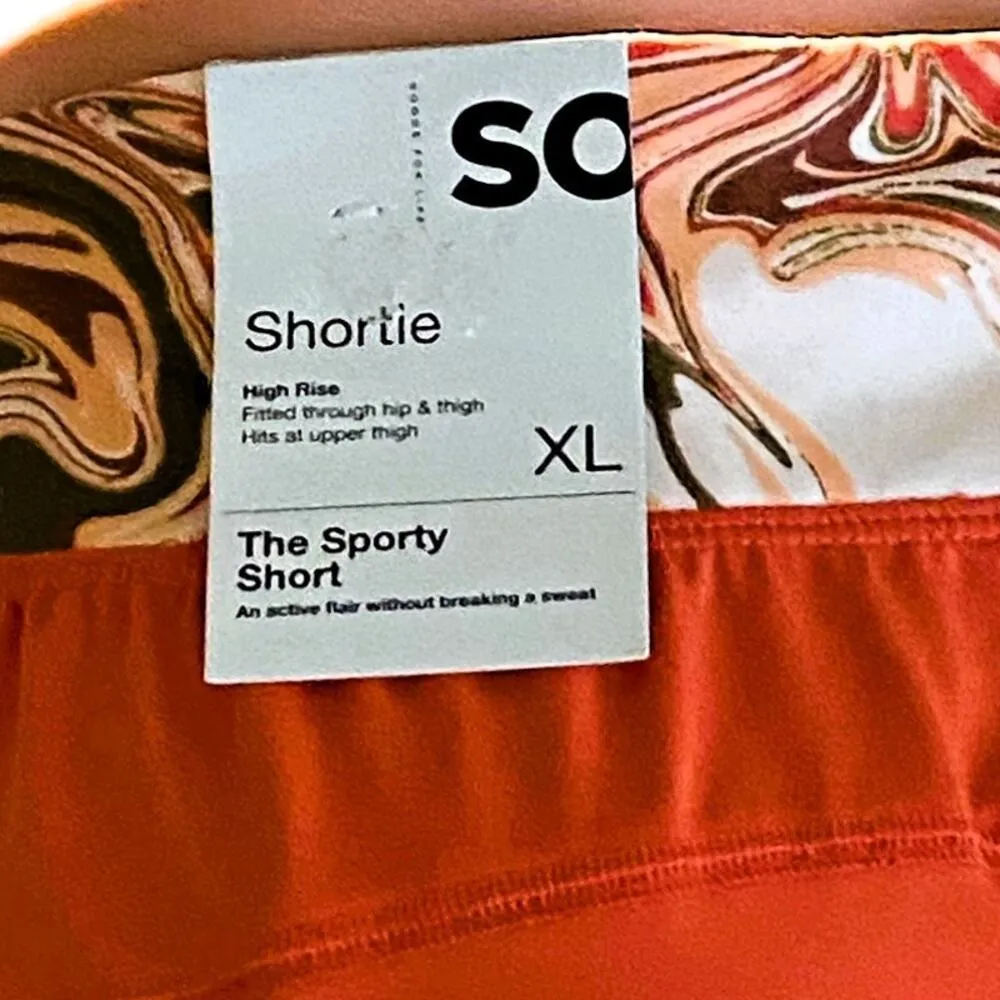 SO
Shortie
High Rise
Fitted through hip & thigh
Hits at upper thigh
XL
The Sporty
Short
An active flair without breaking a sweat